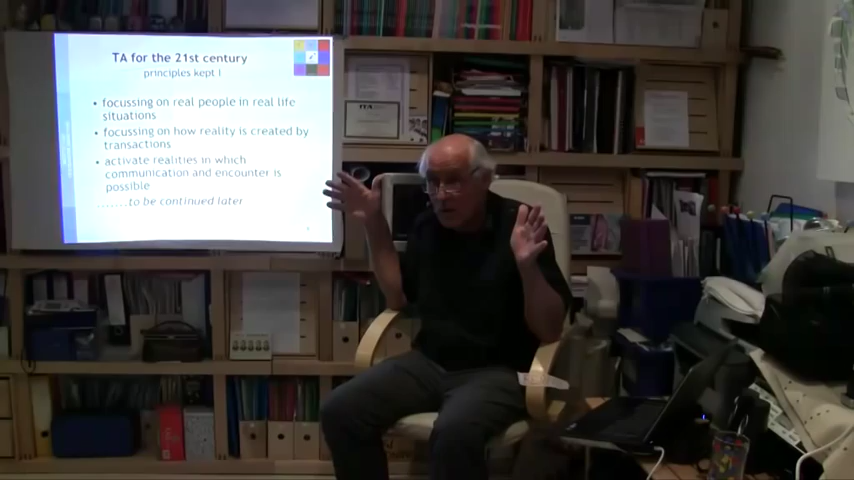 TA for the 21st century
principles kept I
• focussing on real people in real life
situations
• focussing on how reality is created by
transactions
• activate realities in which
communication and encounter is
possible
.......to be continued later